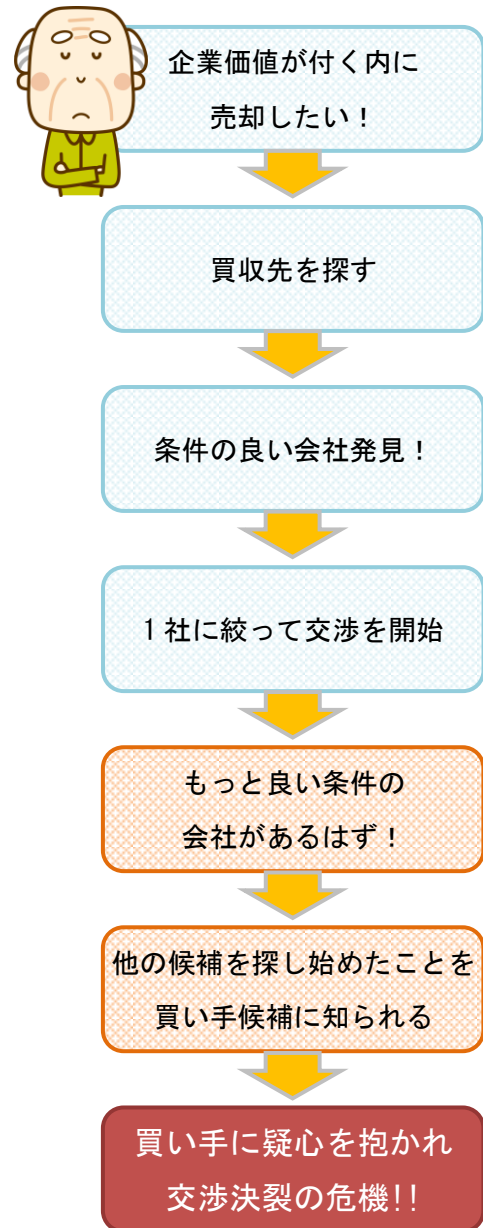 企業価値が付く内に
売却したい！
買収先を探す
条件の良い会社発見！
1社に絞って交渉を開始
もっと良い条件の
会社があるはず！
他の候補を探し始めたことを
買い手候補に知られる
買い手に疑心を抱かれ
交渉決裂の危機!!